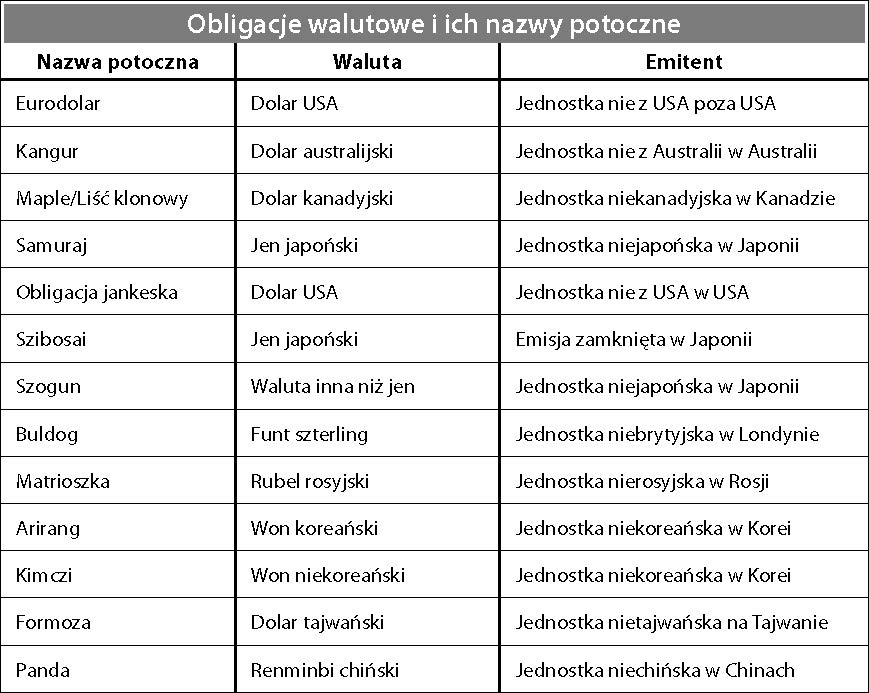 Obligacje walutowe i ich nazwy potoczne
Nazwa potoczna Waluta Emitent
Eurodolar Dolar USA Jednostka nie z USA poza USA
Kangur Dolar australijski Jednostka nie z Australii w Australii
Maple/Liść klonowy Dolar kanadyjski Jednostka niekanadyjska w Kanadzie
Samuraj Jen japoński Jednostka niejapońska w Japonii
Obligacja jankeska Dolar USA Jednostka nie z USA w USA
Szibosai Jen japoński Emisja zamknięta w Japonii
Szogun Waluta inna niż jen Jednostka niejapońska w Japonii
Buldog Funt szterling Jednostka niebrytyjska w Londynie
Matrioszka Rubel rosyjski Jednostka nierosyjska w Rosji
Arirang Won koreański Jednostka niekoreańska w Korei
Kimczi Won niekoreański Jednostka niekoreańska w Korei
Formoza Dolar tajwański Jednostka nietajwańska na Tajwanie
Panda Renminbi chiński Jednostka niechińska w Chinach